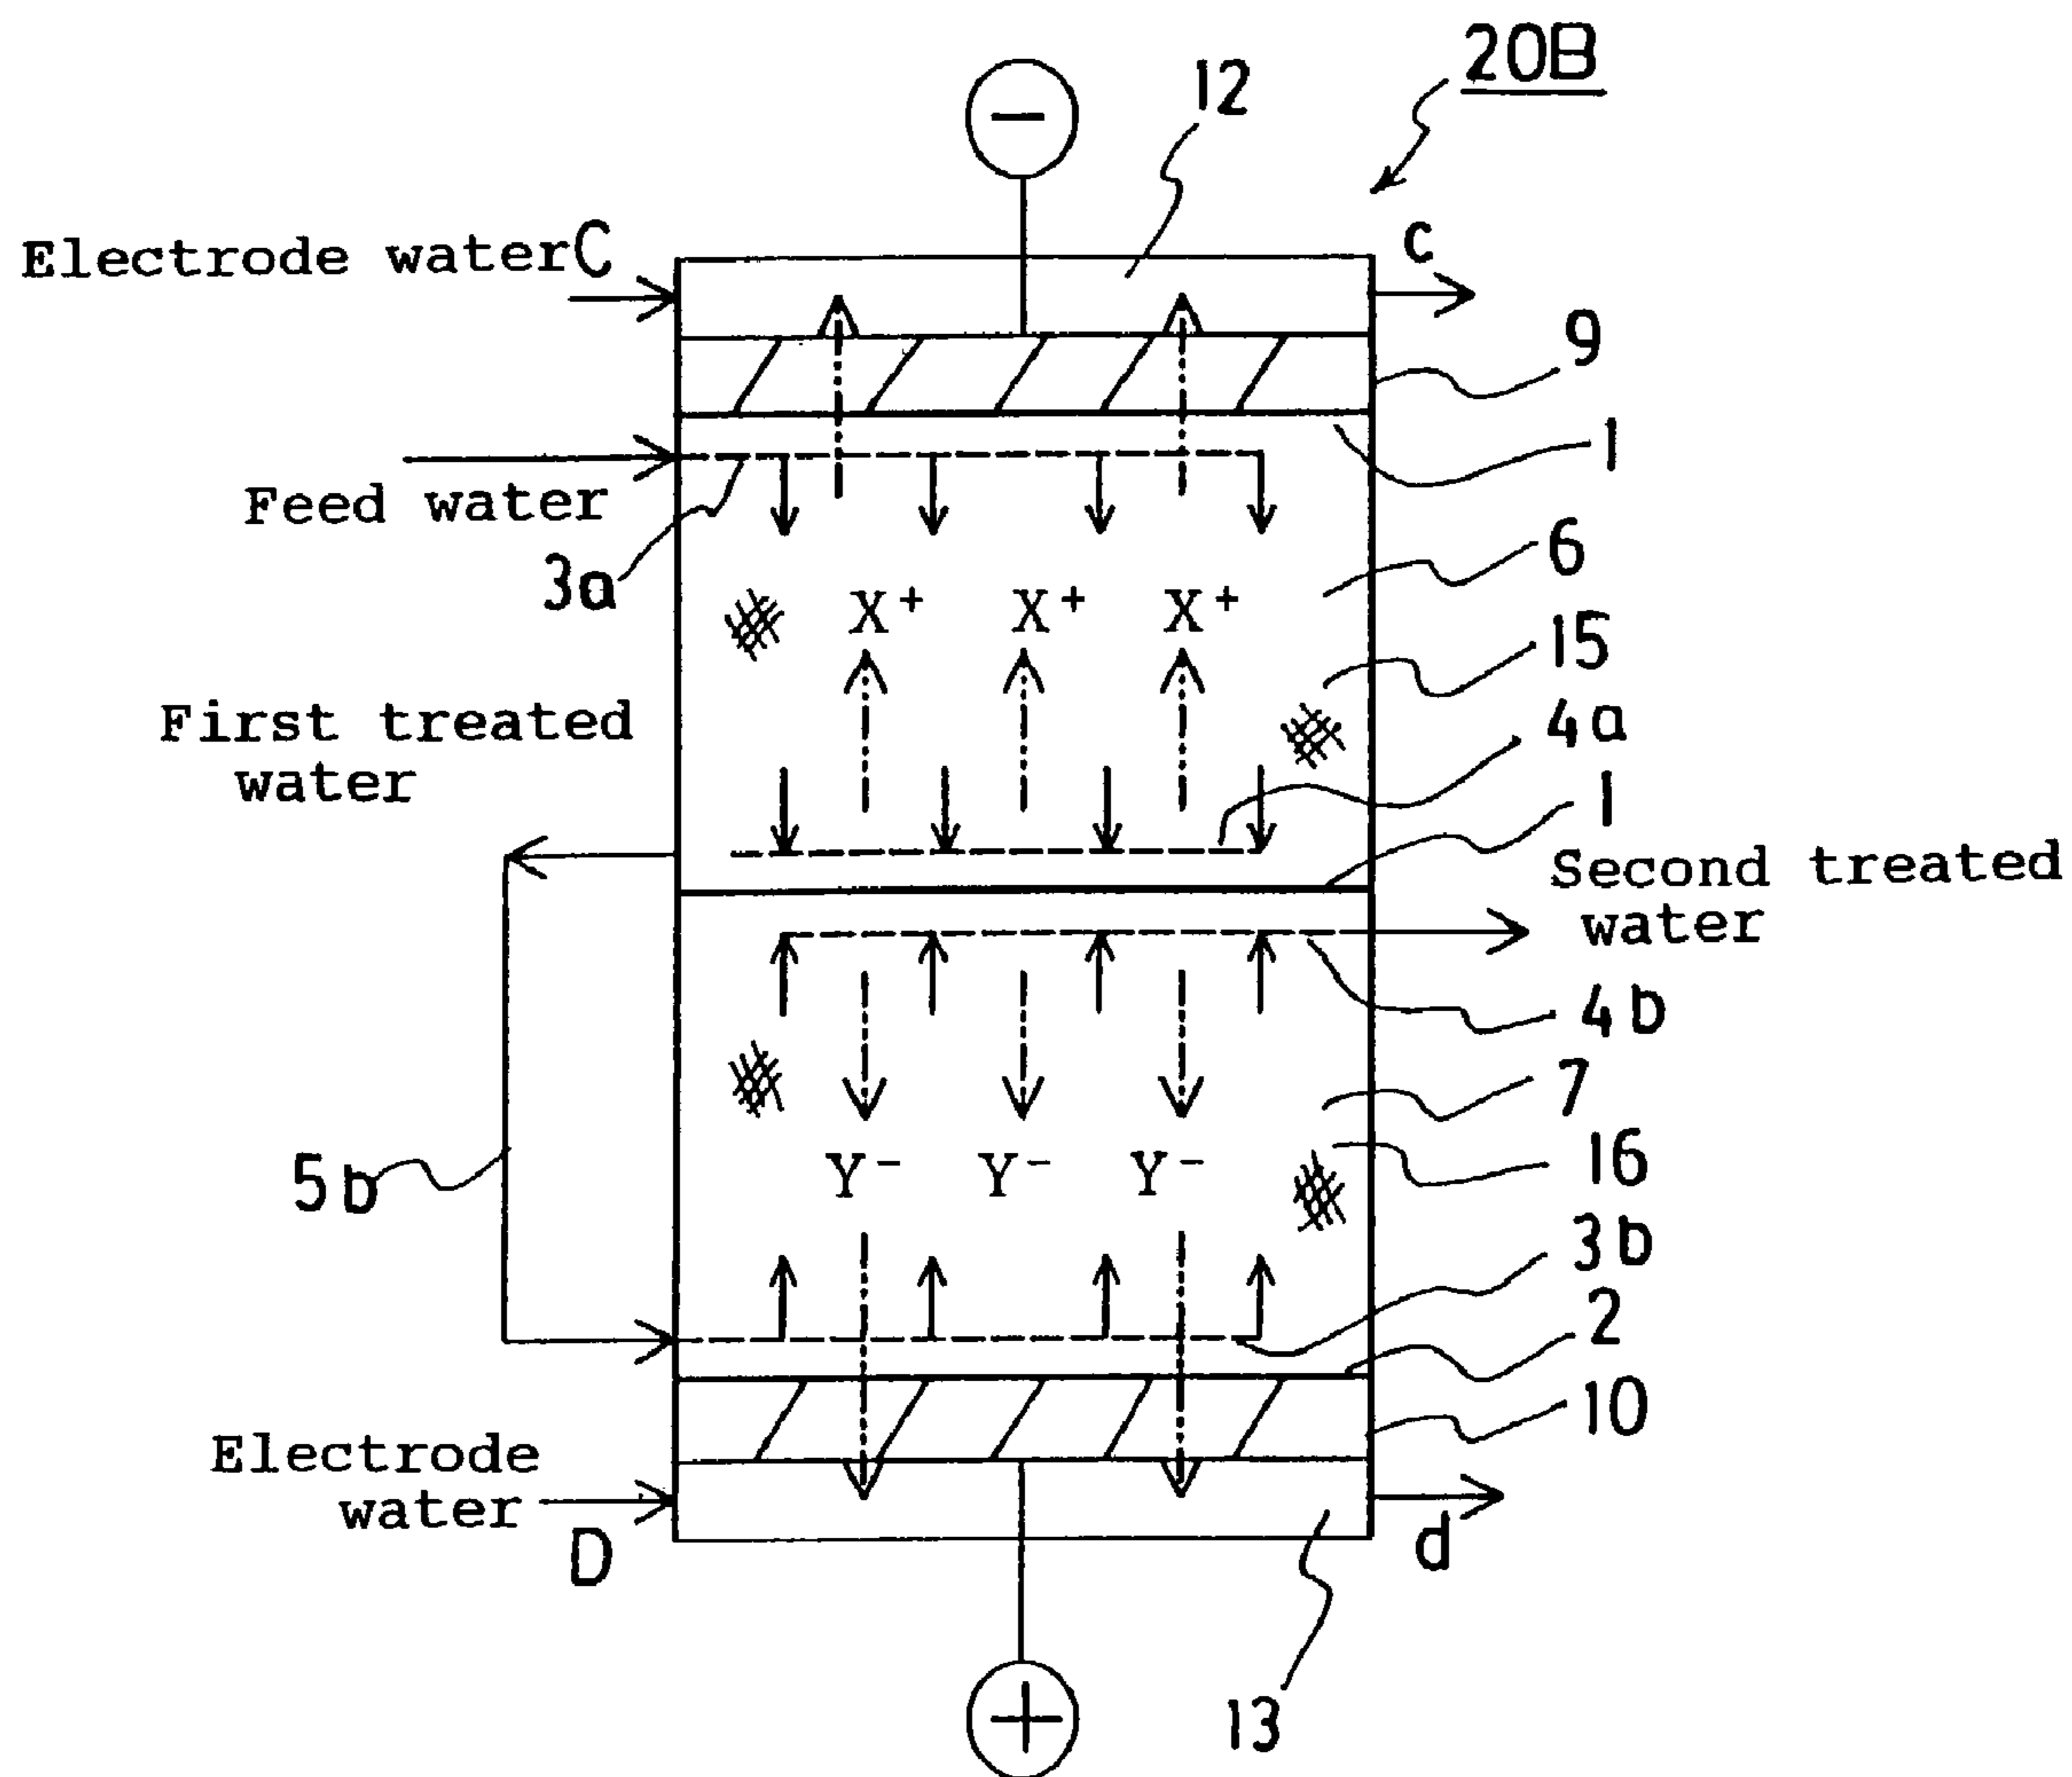 20B
12
−
Electrode water C
c
9
1
Feed water
3a
6
X+ X+ X+
15
First treated
water
4a
1
Second treated
water
4b
7
5b
Y− Y− Y−
16
3b
2
10
Electrode
water
D
d
13
+